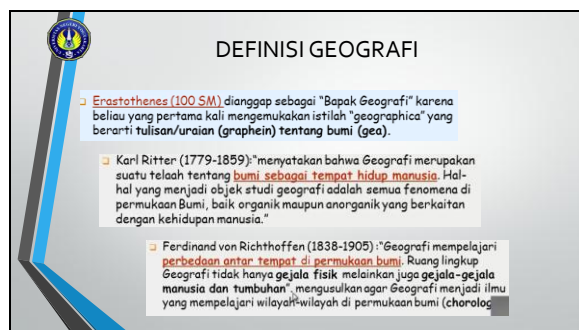 DEFINISI GEOGRAFI
Erastothenes (100 SM) dianggap sebagai "Bapak Geografi" karena
beliau yang pertama kali mengemukakan istilah "geographica" yang
berarti tulisan/uraian (graphein) tentang bumi (gea).
Karl Ritter (1779-1859):"menyatakan bahwa Geografi merupakan
suatu telaah tentang bumi sebagai tempat hidup manusia. Hal-
hal yang menjadi objek studi geografi adalah semua fenomena di
permukaan Bumi, baik organik maupun anorganik yang berkaitan
dengan kehidupan manusia."
Ferdinand von Richthoffen (1838-1905) :"Geografi mempelajari
perbedaan antar tempat di permukaan bumi. Ruang lingkup
Geografi tidak hanya gejala fisik melainkan juga gejala-gejala
manusia dan tumbuhan", mengusulkan agar Geografi menjadi ilmu
yang mempelajari wilayah-wilayah di permukaan bumi (chorolog